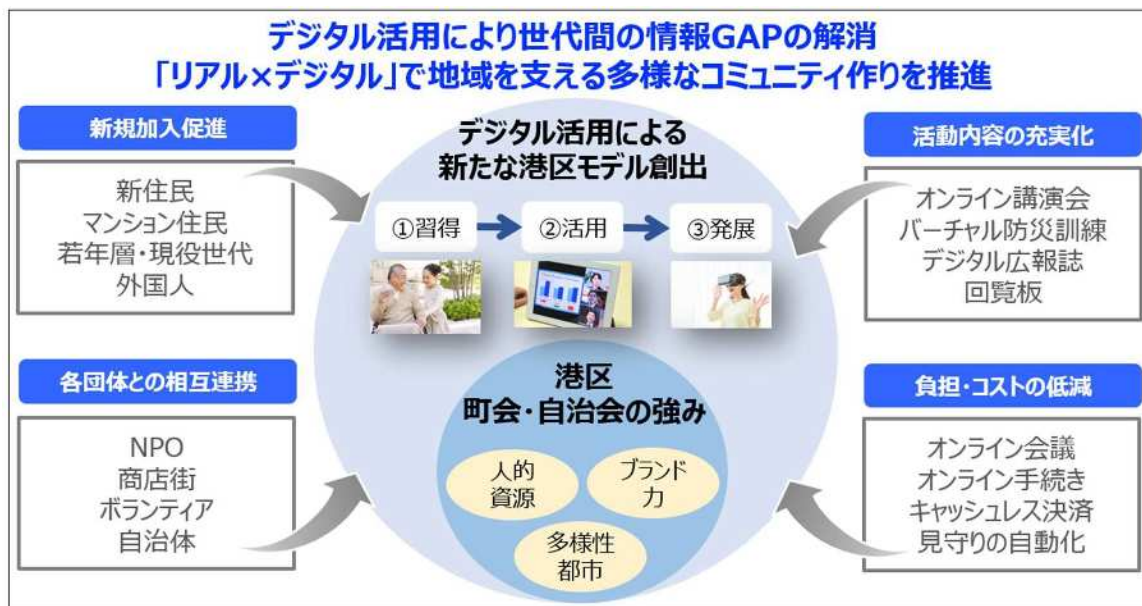 デジタル活用により世代間の情報GAPの解消
「リアル×デジタル」で地域を支える多様なコミュニティ作りを推進
新規加入促進
新住民
マンション住民
若年層・現役世代
外国人
デジタル活用による
新たな港区モデル創出
①習得
②活用
③発展
活動内容の充実化
オンライン講演会
バーチャル防災訓練
デジタル広報誌
回覧板
各団体との相互連携
NPO
商店街
ボランティア
自治体
港区
町会・自治会の強み
人的
資源
ブランド
力
多様性
都市
負担・コストの低減
オンライン会議
オンライン手続き
キャッシュレス決済
見守りの自動化